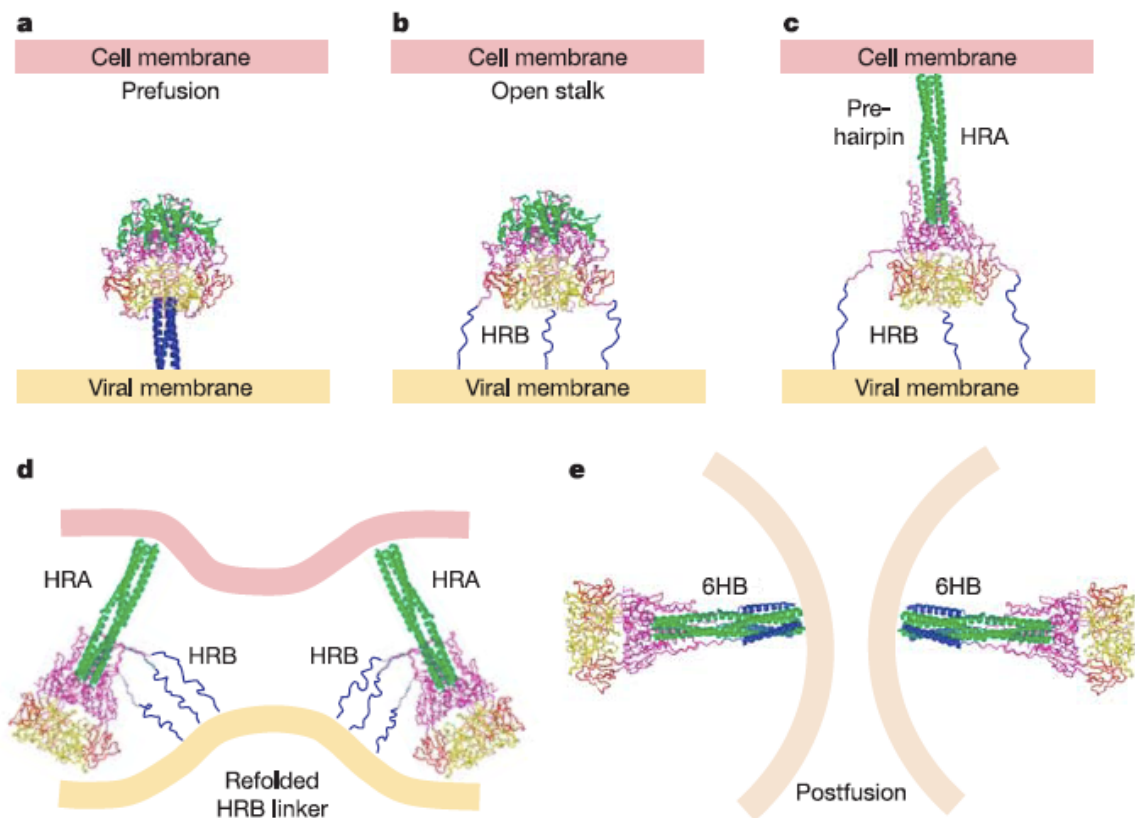 a
Cell membrane
Prefusion
Viral membrane
b
Cell membrane
Open stalk
HRB
Viral membrane
c
Cell membrane
Pre–
hairpin
HRA
HRB
Viral membrane
d
HRA
HRA
HRB
HRB
Refolded
HRB linker
e
6HB
6HB
Postfusion